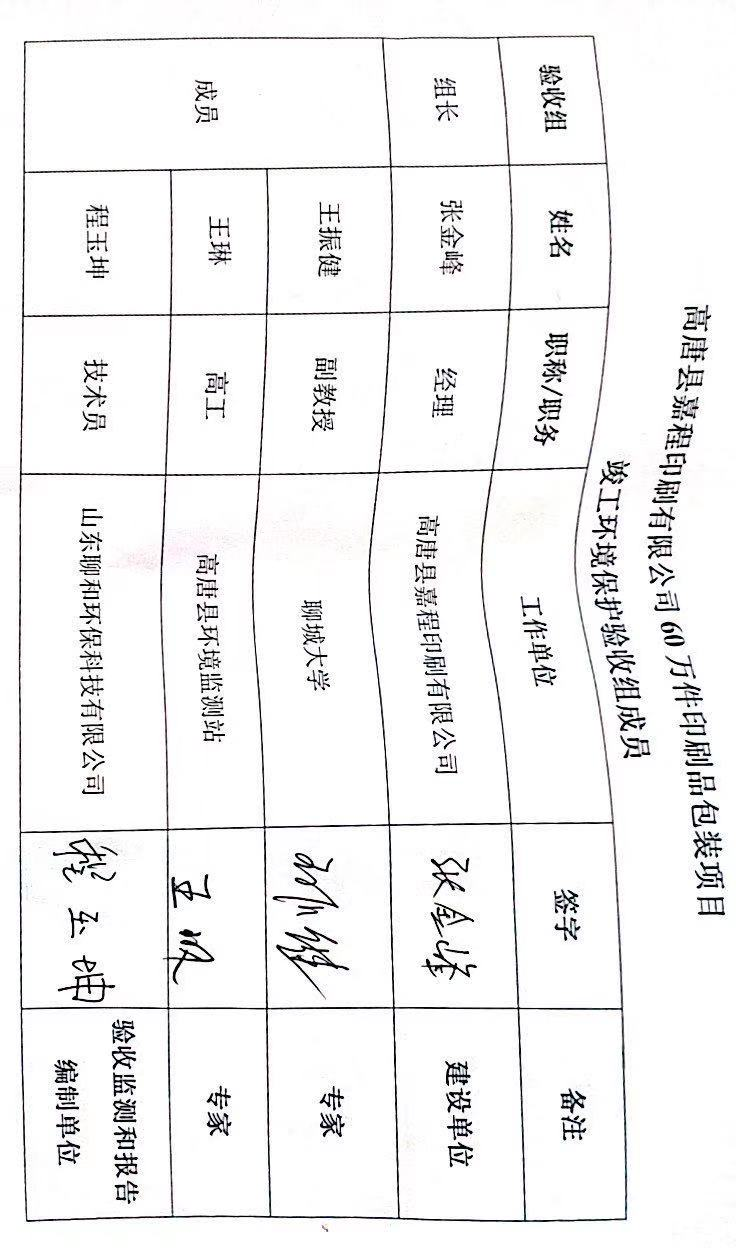 高唐县嘉程印刷有限公司 60 万件印刷品包装项目
竣工环境保护验收组成员
验收组 姓名 职称/职务 工作单位 签字 备注
组长 张金峰 经理 高唐县嘉程印刷有限公司 张金峰 建设单位
成员 王振健 副教授 聊城大学 专家
王琳 高工 高唐县环境监测站 专家
程玉坤 技术员 山东聊和环保科技有限公司 程玉坤 验收监测和报告
编制单位